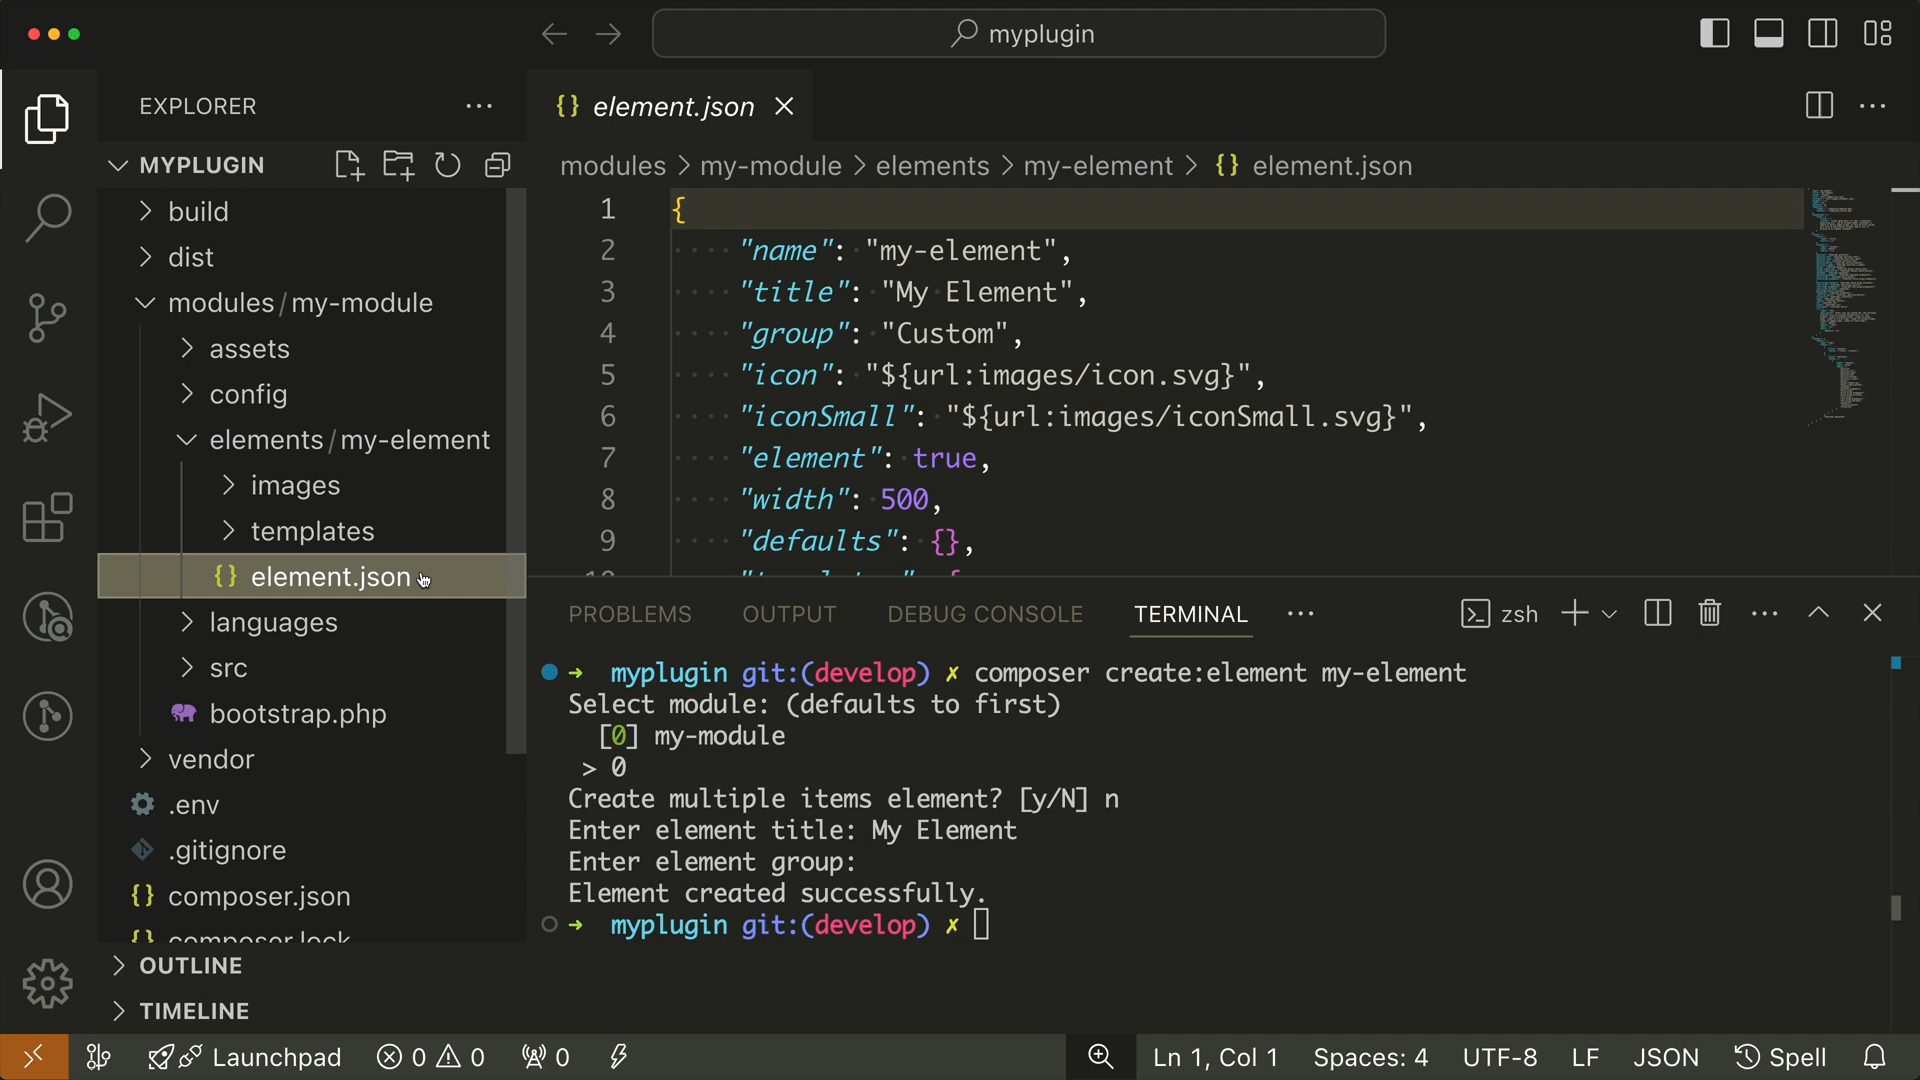 myplugin
EXPLORER
MYPLUGIN
build
dist
modules/my-module
assets
config
elements/my-element
images
templates
{} element.json
languages
src
bootstrap.php
vendor
.env
.gitignore
{} composer.json
{} composer.lock
OUTLINE
TIMELINE
{} element.json
modules > my-module > elements > my-element > {} element.json
1 {
2 "name": "my-element",
3 "title": "My Element",
4 "group": "Custom",
5 "icon": "${url:images/icon.svg}",
6 "iconSmall": "${url:images/iconSmall.svg}",
7 "element": true,
8 "width": 500,
9 "defaults": {},
PROBLEMS OUTPUT DEBUG CONSOLE TERMINAL ··· zsh
➜ myplugin git:(develop) ✗ composer create:element my-element
Select module: (defaults to first)
[0] my-module
> 0
Create multiple items element? [y/N] n
Enter element title: My Element
Enter element group:
Element created successfully.
➜ myplugin git:(develop) ✗
Launchpad 0 0 0 Ln 1, Col 1 Spaces: 4 UTF-8 LF JSON Spell